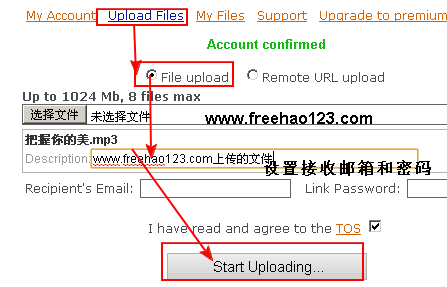 My Account Upload Files My Files Support Upgrade to premium
Account confirmed
File upload Remote URL upload
Up to 1024 Mb, 8 files max
选择文件 未选择文件 www.freehao123.com
把握你的美.mp3
Description: www.freehao123.com上传的文件
设置接收邮箱和密码
Recipient's Email: Link Password:
I have read and agree to the TOS
Start Uploading...